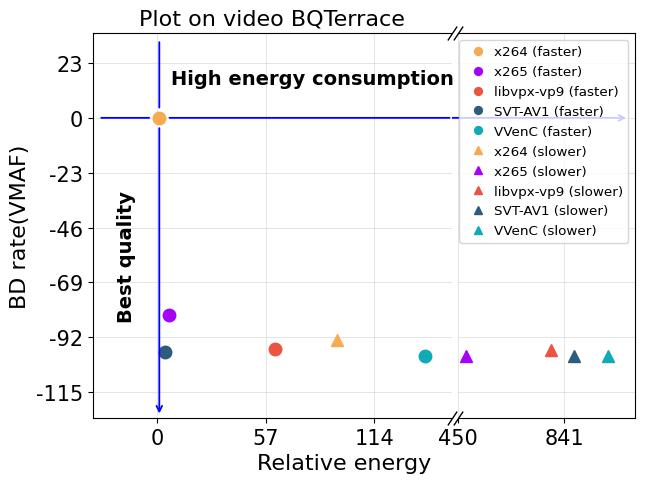 Plot on video BQTerrace
High energy consumption
Best quality
x264 (faster)
x265 (faster)
libvpx-vp9 (faster)
SVT-AV1 (faster)
VVenC (faster)
x264 (slower)
x265 (slower)
libvpx-vp9 (slower)
SVT-AV1 (slower)
VVenC (slower)
BD rate(VMAF)
23
0
-23
-46
-69
-92
-115
0 57 114 450 841
Relative energy